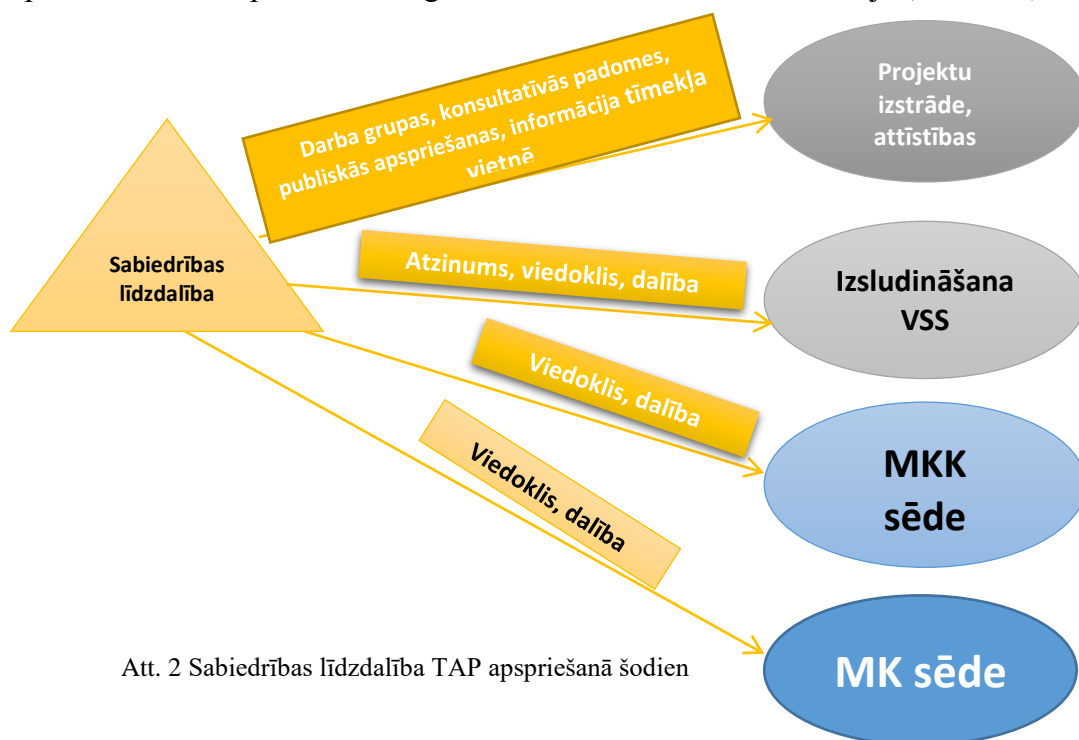 Darba grupas, konsultatīvās padomes,
publiskās apspriešanas, informācija tīmekļa
vietnē
Projektu
izstrāde,
attīstības
Sabiedrības
līdzdalība
Atzinums, viedoklis, dalība
Izsludināšana
VSS
Viedoklis, dalība
MKK
sēde
Viedoklis, dalība
Att. 2 Sabiedrības līdzdalība TAP apspriešanā šodien
MK sēde